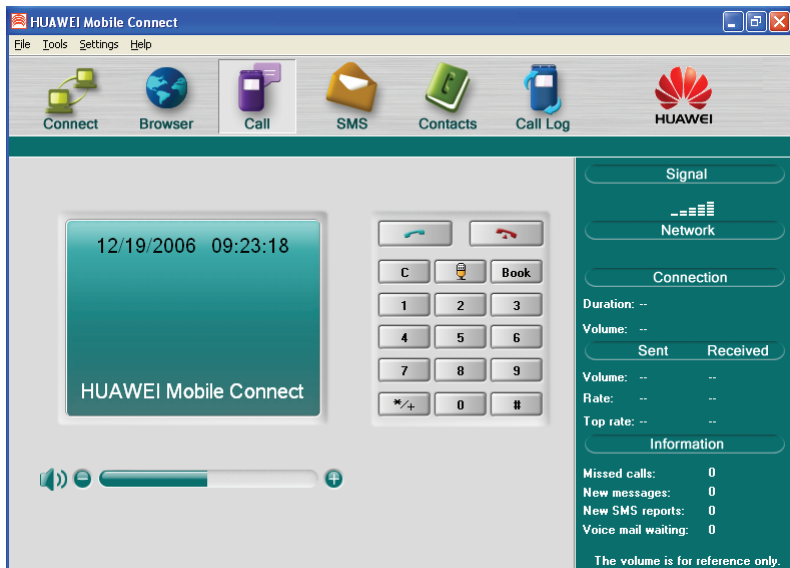 HUAWEI Mobile Connect
File Tools Settings Help
Connect Browser Call SMS Contacts Call Log
HUAWEI
12/19/2006 09:23:18
HUAWEI Mobile Connect
C Book
1 2 3
4 5 6
7 8 9
*/+ 0 #
Signal
Network
Connection
Duration: --
Volume: --
Sent Received
Volume: -- --
Rate: -- --
Top rate: -- --
Information
Missed calls: 0
New messages: 0
New SMS reports: 0
Voice mail waiting: 0
The volume is for reference only.